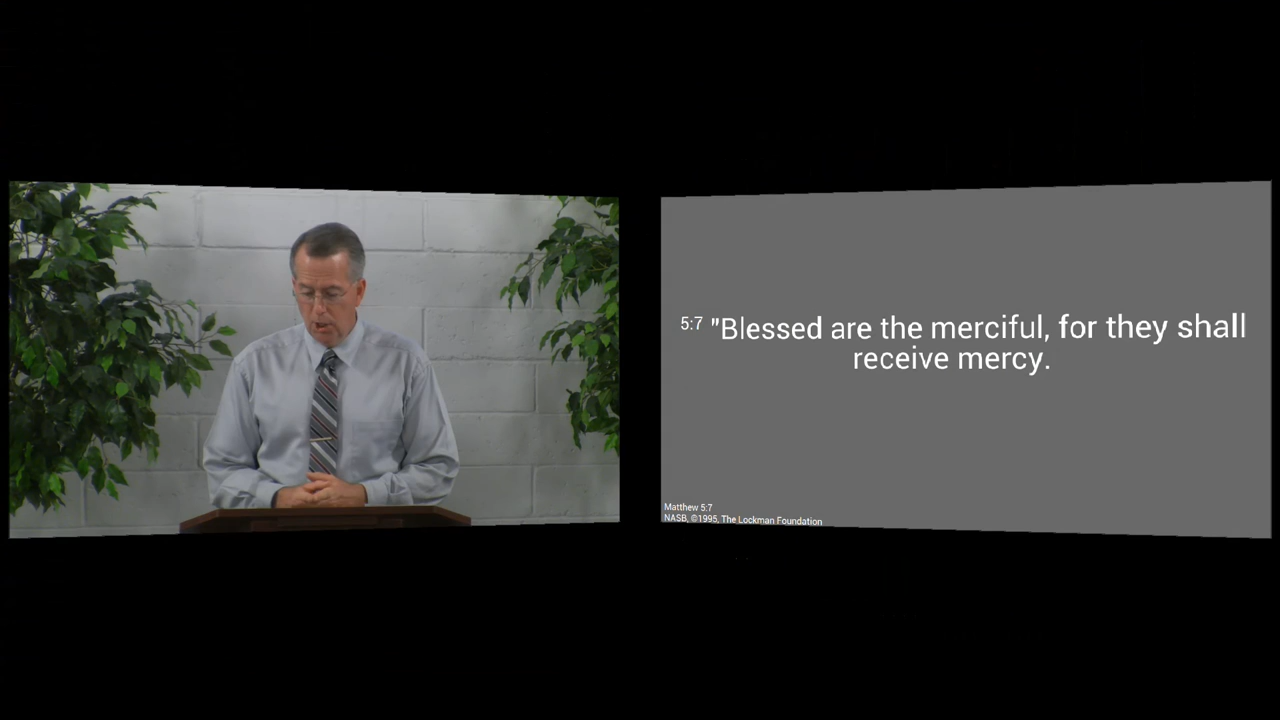 5:7 "Blessed are the merciful, for they shall
receive mercy.
Matthew 5:7
NASB, ©1995, The Lockman Foundation